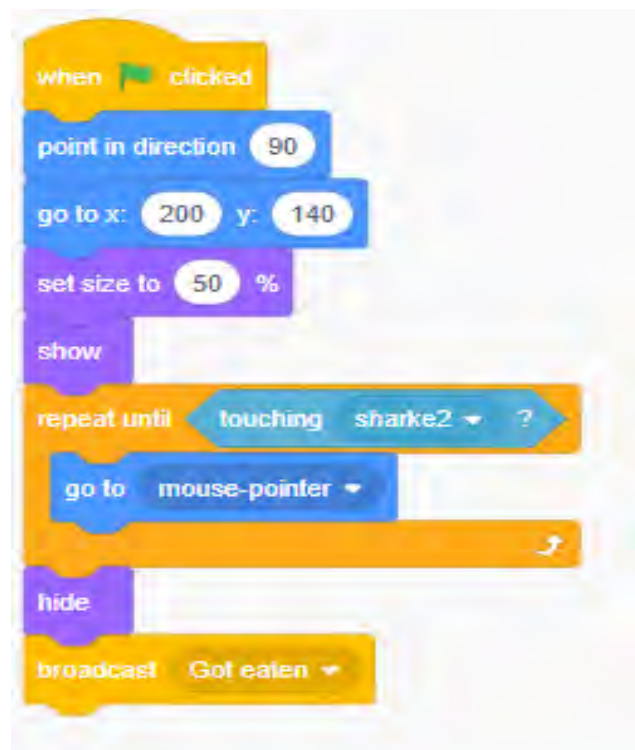 when clicked
point in direction 90
go to x: 200 y: 140
set size to 50 %
show
repeat until touching sharke2 ?
go to mouse-pointer
hide
broadcast Got eaten